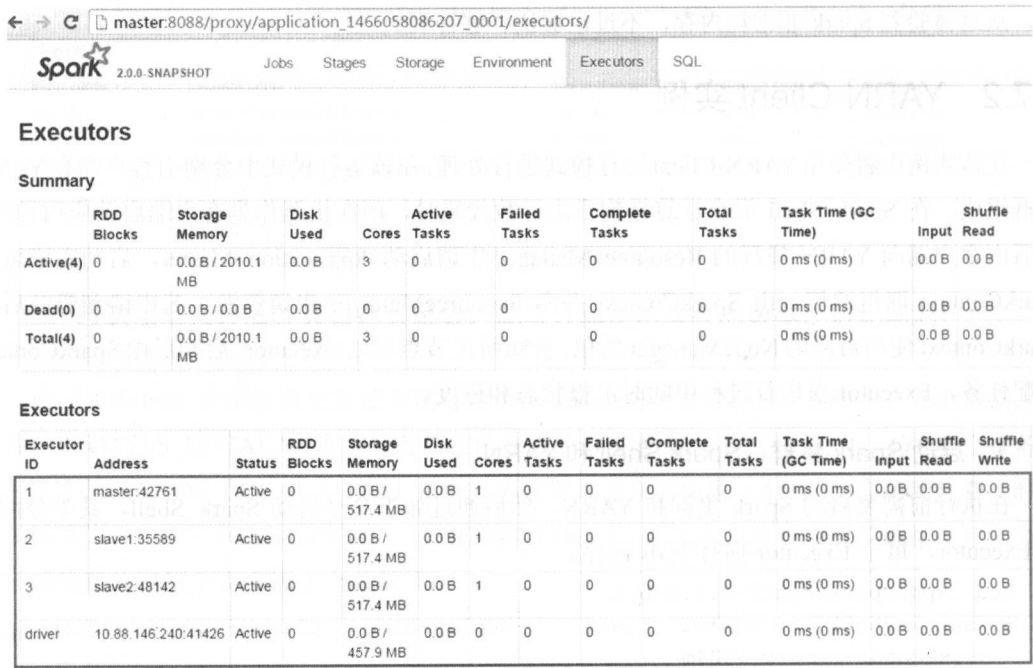 master:8088/proxy/application_1466058086207_0001/executors/
Spark 2.0.0-SNAPSHOT Jobs Stages Storage Environment Executors SQL
Executors
Summary
RDD Blocks Storage Memory Disk Used Cores Active Tasks Failed Tasks Complete Tasks Total Tasks Task Time (GC Time) Input Shuffle Read
Active(4) 0 0.0 B / 2010.1 MB 0.0 B 3 0 0 0 0 0 ms (0 ms) 0.0 B 0.0 B
Dead(0) 0 0.0 B / 0.0 B 0.0 B 0 0 0 0 0 0 ms (0 ms) 0.0 B 0.0 B
Total(4) 0 0.0 B / 2010.1 MB 0.0 B 3 0 0 0 0 0 ms (0 ms) 0.0 B 0.0 B
Executors
Executor ID Address Status RDD Blocks Storage Memory Disk Used Cores Active Tasks Failed Tasks Complete Tasks Total Tasks Task Time (GC Time) Input Shuffle Read Shuffle Write
1 master:42761 Active 0 0.0 B / 517.4 MB 0.0 B 1 0 0 0 0 0 ms (0 ms) 0.0 B 0.0 B 0.0 B
2 slave1:35589 Active 0 0.0 B / 517.4 MB 0.0 B 1 0 0 0 0 0 ms (0 ms) 0.0 B 0.0 B 0.0 B
3 slave2:48142 Active 0 0.0 B / 517.4 MB 0.0 B 1 0 0 0 0 0 ms (0 ms) 0.0 B 0.0 B 0.0 B
driver 10.88.146.240:41426 Active 0 0.0 B / 457.9 MB 0.0 B 0 0 0 0 0 0 ms (0 ms) 0.0 B 0.0 B 0.0 B